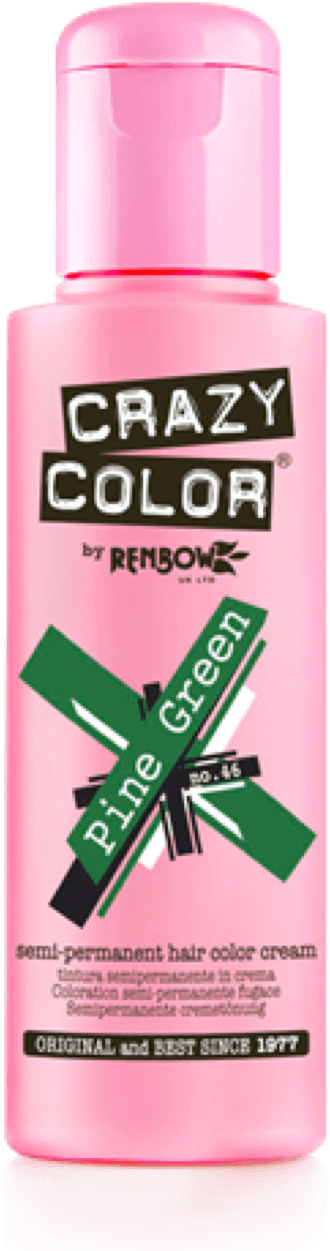 CRAZY
COLOR®
by RENBOW
UK LTD
Pine Green
no.46
semi-permanent hair color cream
tintura semipermanente in crema
Coloration semi-permanente fugace
Semipermanente cremetönung
ORIGINAL and BEST SINCE 1977